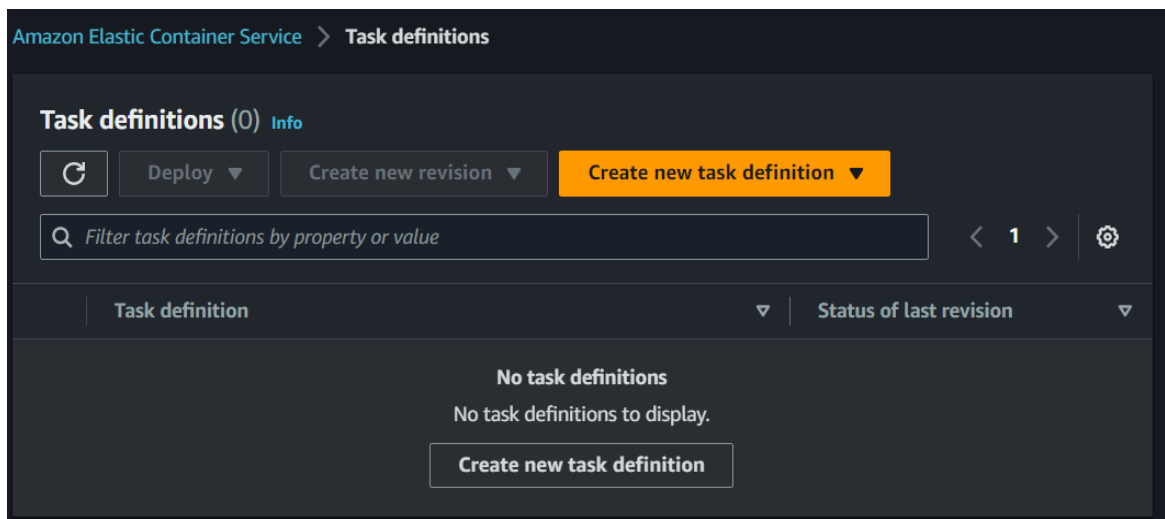 Amazon Elastic Container Service > Task definitions
Task definitions (0) Info
Deploy Create new revision Create new task definition
Filter task definitions by property or value 1
Task definition Status of last revision
No task definitions
No task definitions to display.
Create new task definition